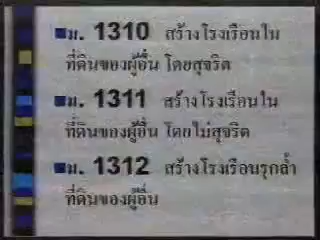 ■ม. 1310 สร้างโรงเรือนใน
ที่ดินของผู้อื่น โดยสุจริต
■ม. 1311 สร้างโรงเรือนใน
ที่ดินของผู้อื่น โดยไม่สุจริต
■ม. 1312 สร้างโรงเรือนรุกล้ำ
ที่ดินของผู้อื่น